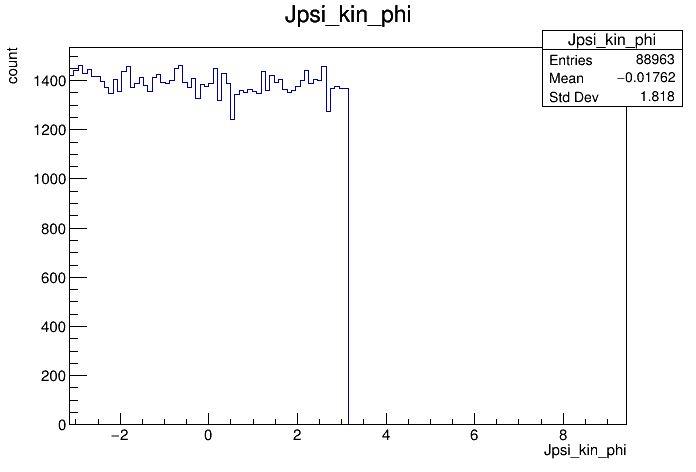 Jpsi_kin_phi
Jpsi_kin_phi
Entries 88963
Mean −0.01762
Std Dev 1.818
count
1400
1200
1000
800
600
400
200
0
−2 0 2 4 6 8
Jpsi_kin_phi